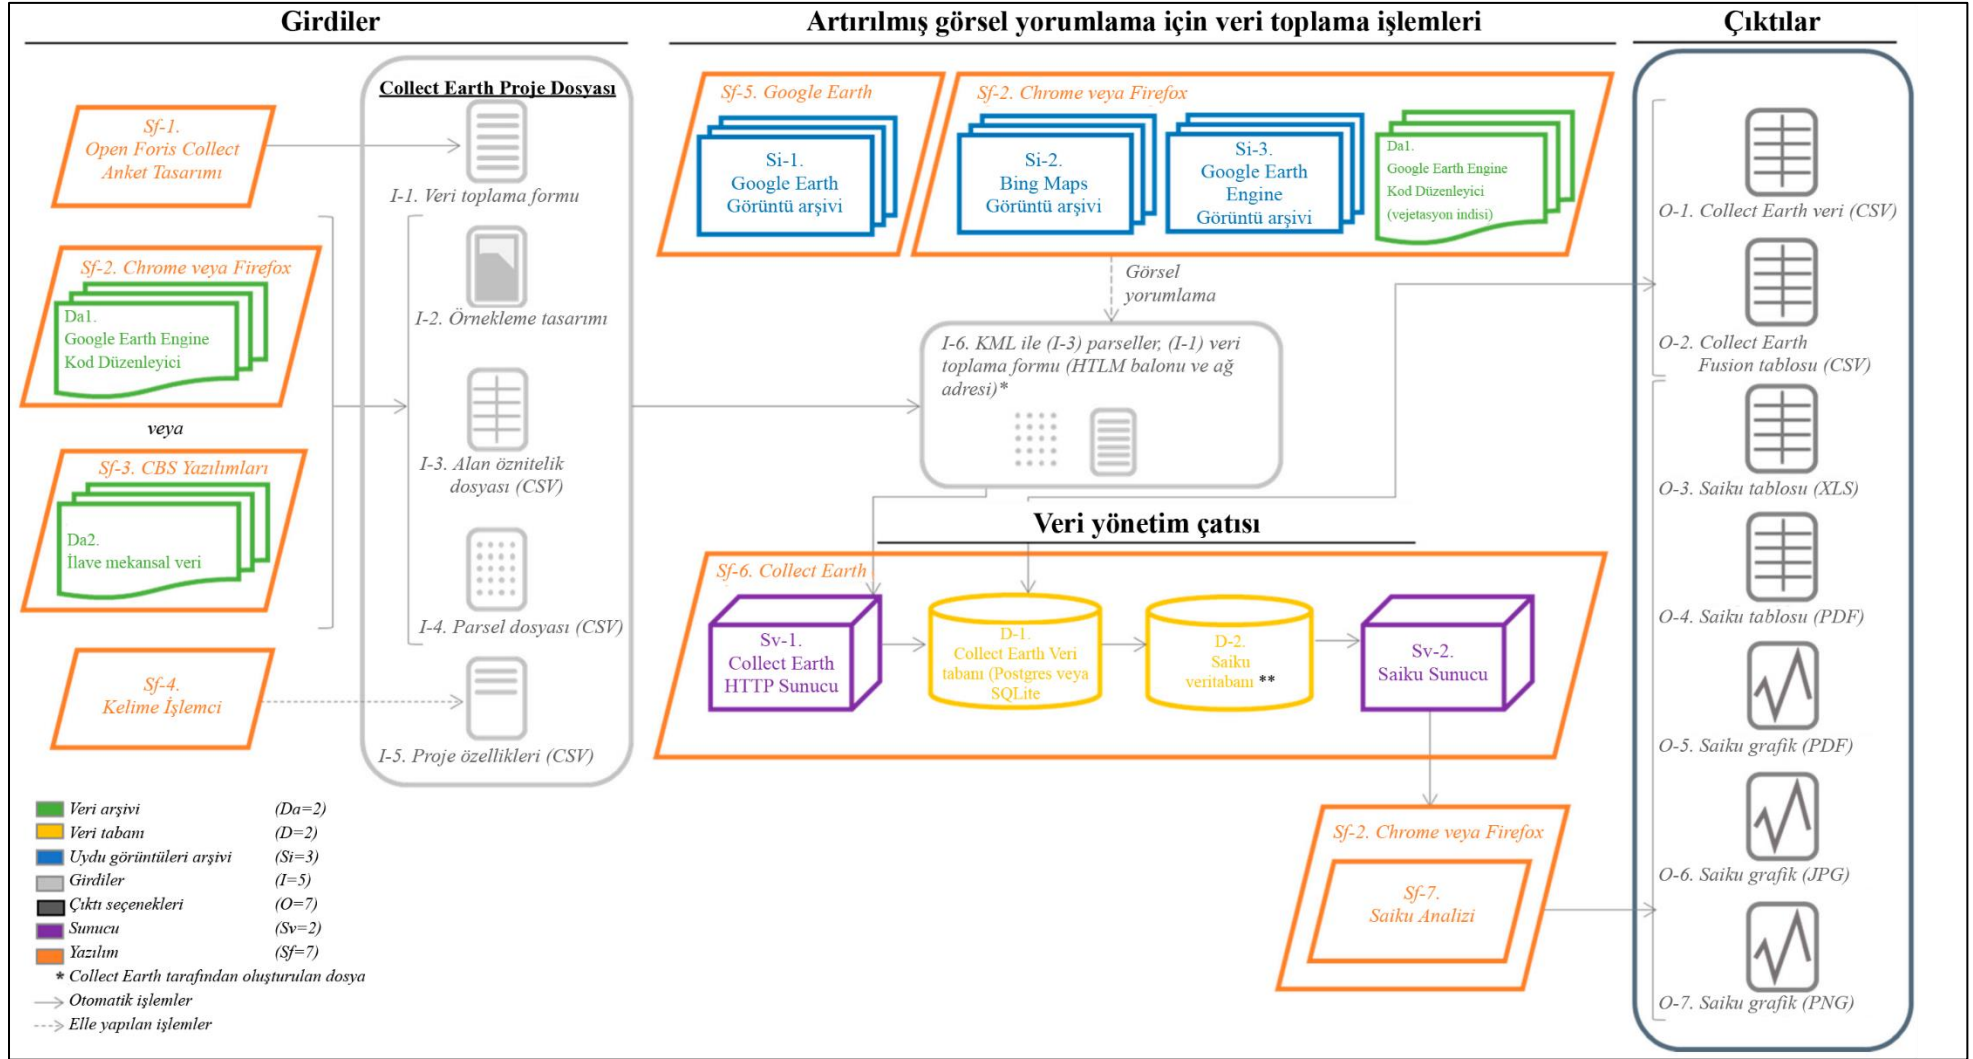 Girdiler
Artırılmış görsel yorumlama için veri toplama işlemleri
Çıktılar
Collect Earth Proje Dosyası
Sf-1.
Open Foris Collect
Anket Tasarımı
I-1. Veri toplama formu
Sf-2. Chrome veya Firefox
Da1.
Google Earth Engine
Kod Düzenleyici
veya
Sf-3. CBS Yazılımları
Da2.
İlave mekansal veri
Sf-4.
Kelime İşlemci
I-2. Örnekleme tasarımı
I-3. Alan öznitelik
dosyası (CSV)
I-4. Parsel dosyası (CSV)
I-5. Proje özellikleri (CSV)
Sf-5. Google Earth
Si-1.
Google Earth
Görüntü arşivi
Sf-2. Chrome veya Firefox
Si-2.
Bing Maps
Görüntü arşivi
Si-3.
Google Earth
Engine
Görüntü arşivi
Da1.
Google Earth Engine
Kod Düzenleyici
(vejetasyon indisi)
Görsel
yorumlama
I-6. KML ile (I-3) parseller, (I-1) veri
toplama formu (HTLM balonu ve ağ
adresi)*
Veri yönetim çatısı
Sf-6. Collect Earth
Sv-1.
Collect Earth
HTTP Sunucu
D-1.
Collect Earth Veri
tabanı (Postgres veya
SQLite
D-2.
Saiku
veritabanı **
Sv-2.
Saiku Sunucu
Sf-2. Chrome veya Firefox
Sf-7.
Saiku Analizi
O-1. Collect Earth veri (CSV)
O-2. Collect Earth
Fusion tablosu (CSV)
O-3. Saiku tablosu (XLS)
O-4. Saiku tablosu (PDF)
O-5. Saiku grafik (PDF)
O-6. Saiku grafik (JPG)
O-7. Saiku grafik (PNG)
Veri arşivi (Da=2)
Veri tabanı (D=2)
Uydu görüntüleri arşivi (Si=3)
Girdiler (I=5)
Çıktı seçenekleri (O=7)
Sunucu (Sv=2)
Yazılım (Sf=7)
* Collect Earth tarafından oluşturulan dosya
Otomatik işlemler
Elle yapılan işlemler